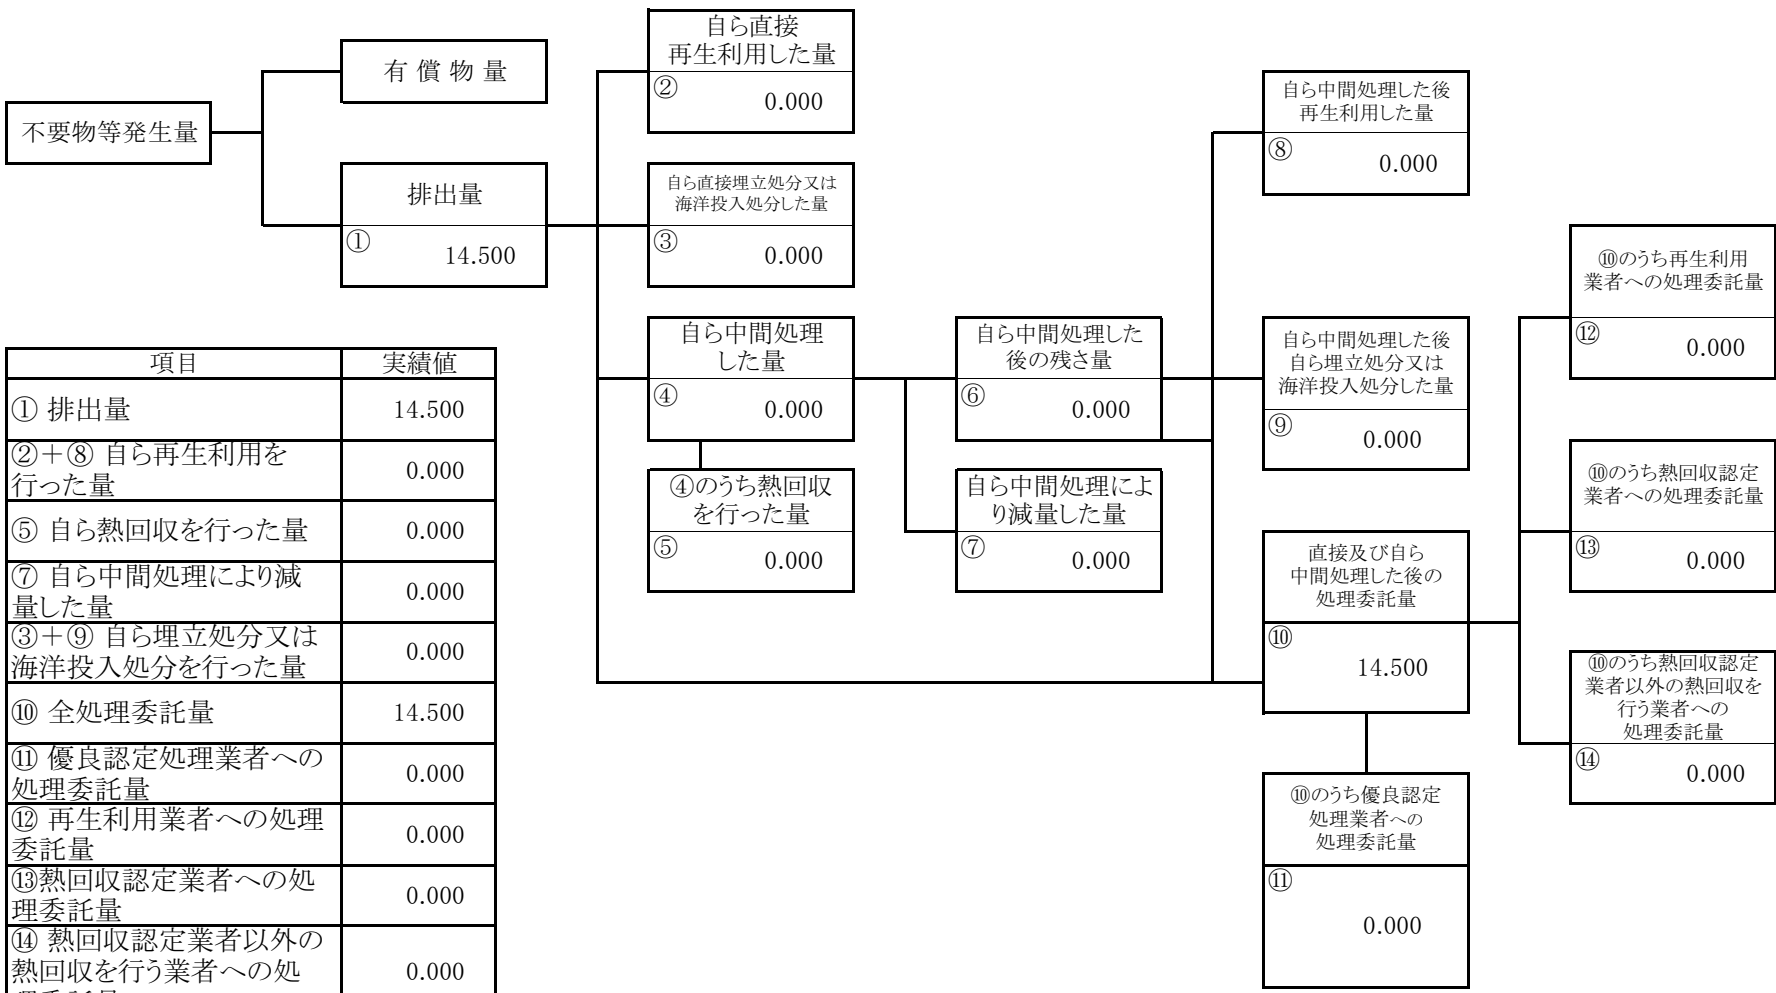 不要物等発生量
有 償 物 量
排出量
①
14.500
自ら直接
再生利用した量
②
0.000
自ら直接埋立処分又は
海洋投入処分した量
③
0.000
自ら中間処理
した量
④
0.000
④のうち熱回収
を行った量
⑤
0.000
自ら中間処理した
後の残さ量
⑥
0.000
自ら中間処理によ
り減量した量
⑦
0.000
自ら中間処理した後
再生利用した量
⑧
0.000
自ら中間処理した後
自ら埋立処分又は
海洋投入処分した量
⑨
0.000
直接及び自ら
中間処理した後の
処理委託量
⑩
14.500
⑩のうち優良認定
処理業者への
処理委託量
⑪
0.000
⑩のうち再生利用
業者への処理委託量
⑫
0.000
⑩のうち熱回収認定
業者への処理委託量
⑬
0.000
⑩のうち熱回収認定
業者以外の熱回収を
行う業者への
処理委託量
⑭
0.000
項目 実績値
① 排出量 14.500
②＋⑧ 自ら再生利用を
行った量 0.000
⑤ 自ら熱回収を行った量 0.000
⑦ 自ら中間処理により減
量した量 0.000
③＋⑨ 自ら埋立処分又は
海洋投入処分を行った量 0.000
⑩ 全処理委託量 14.500
⑪ 優良認定処理業者への
処理委託量 0.000
⑫ 再生利用業者への処理
委託量 0.000
⑬熱回収認定業者への処
理委託量 0.000
⑭ 熱回収認定業者以外の
熱回収を行う業者への処 0.000